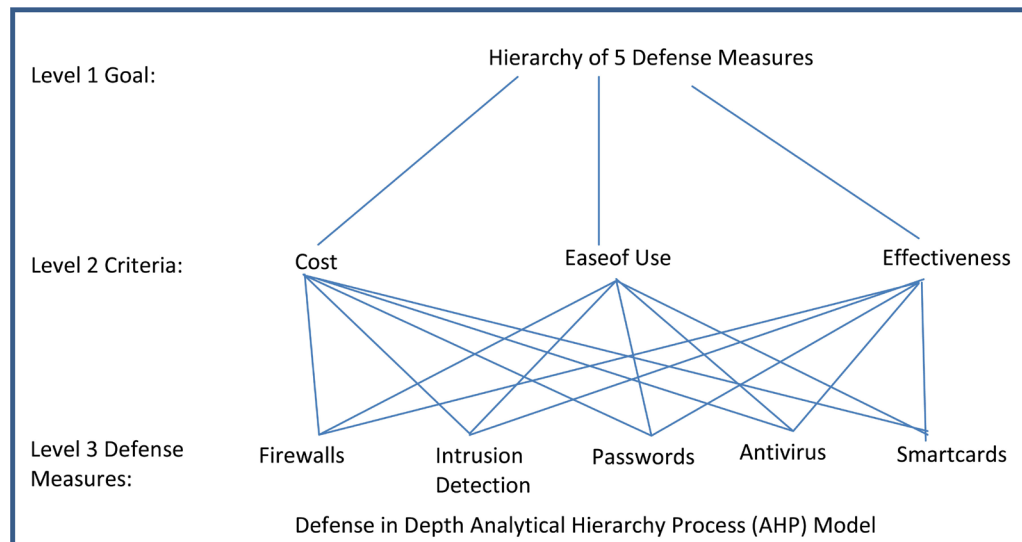 Hierarchy of 5 Defense Measures
Level 1 Goal:
Level 2 Criteria:
Cost
Easeof Use
Effectiveness
Level 3 Defense
Measures:
Firewalls
Intrusion
Detection
Passwords
Antivirus
Smartcards
Defense in Depth Analytical Hierarchy Process (AHP) Model